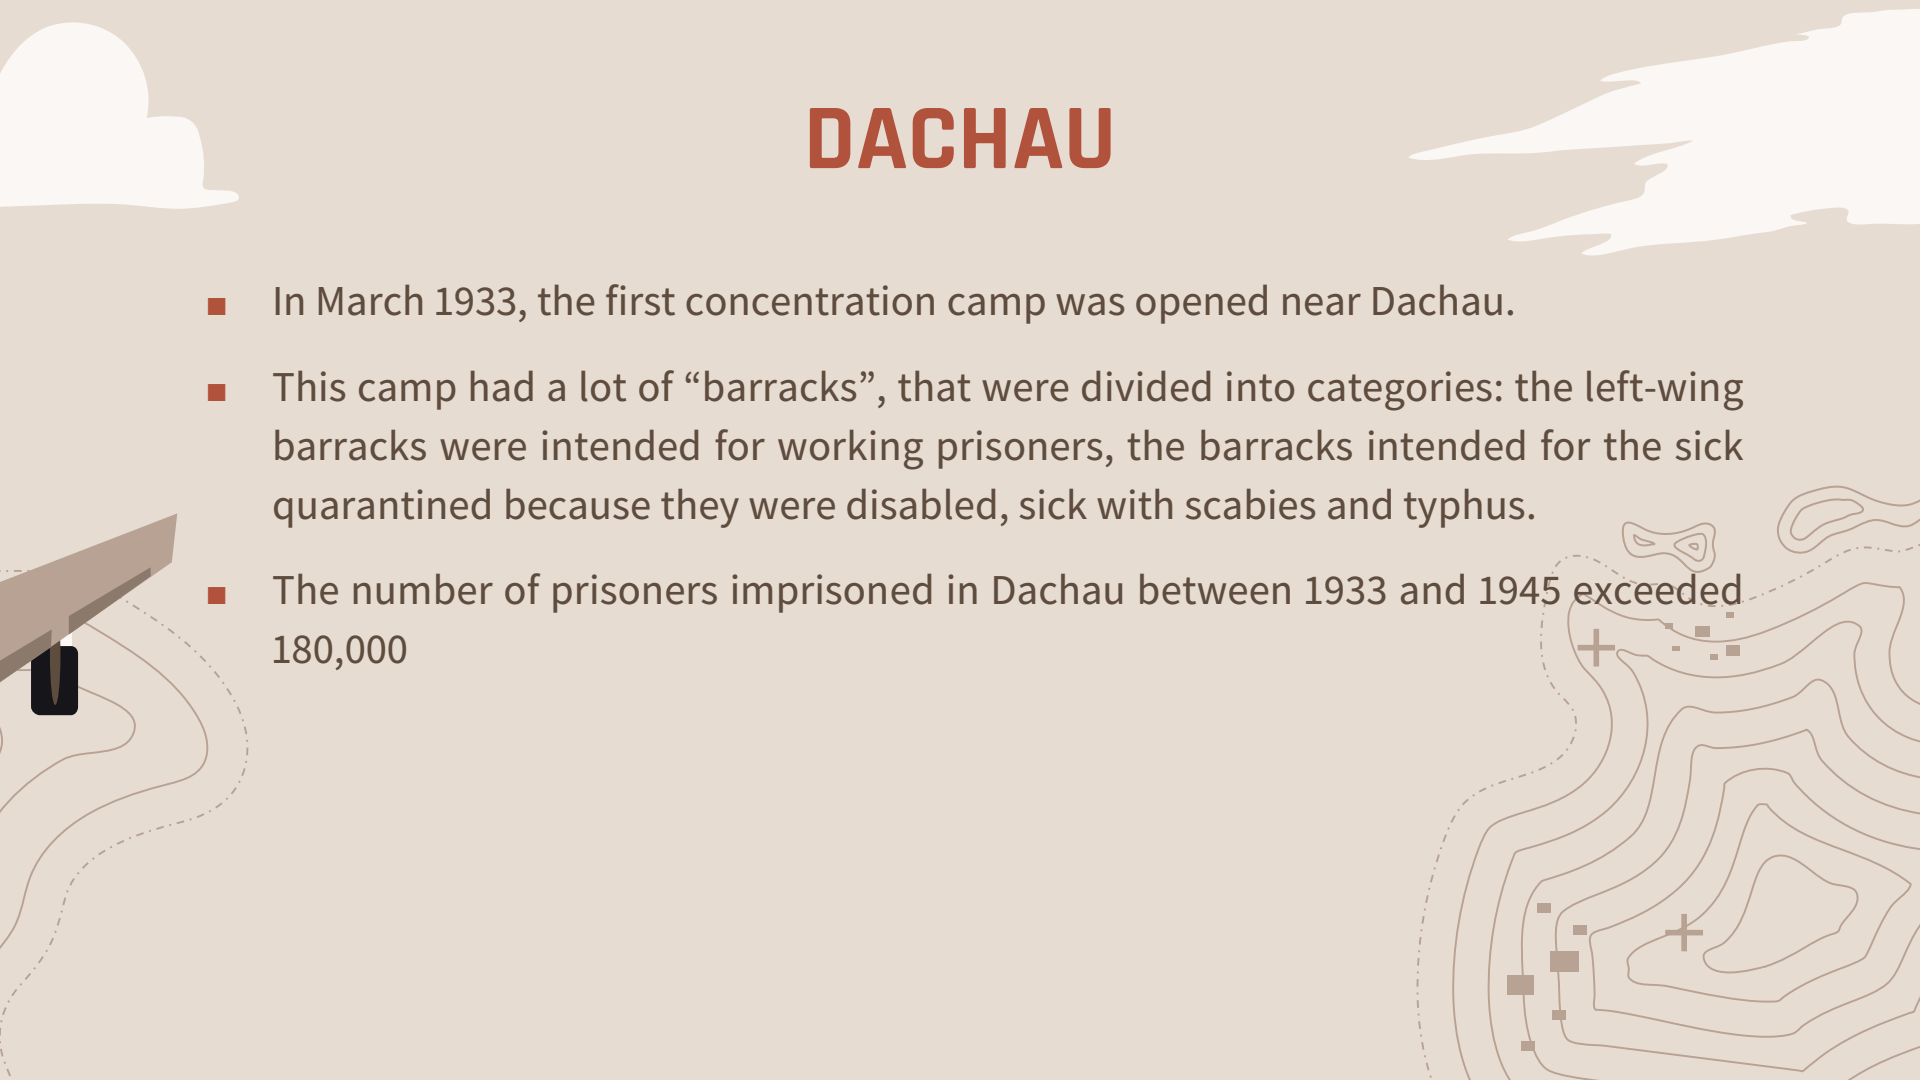 DACHAU
In March 1933, the first concentration camp was opened near Dachau.
This camp had a lot of “barracks”, that were divided into categories: the left-wing
barracks were intended for working prisoners, the barracks intended for the sick
quarantined because they were disabled, sick with scabies and typhus.
The number of prisoners imprisoned in Dachau between 1933 and 1945 exceeded
180,000